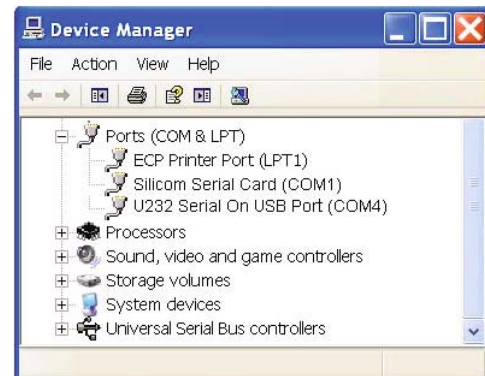 Device Manager
File Action View Help
Ports (COM & LPT)
ECP Printer Port (LPT1)
Silicom Serial Card (COM1)
U232 Serial On USB Port (COM4)
Processors
Sound, video and game controllers
Storage volumes
System devices
Universal Serial Bus controllers